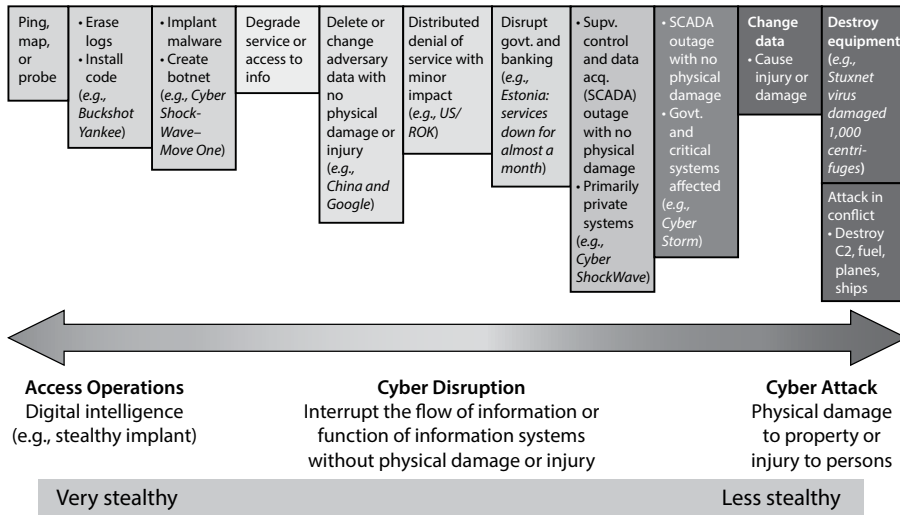 Ping,
map,
or
probe
• Erase
logs
• Install
code
(e.g.,
Buckshot
Yankee)
• Implant
malware
• Create
botnet
(e.g., Cyber
Shock-
Wave–
Move One)
Degrade
service or
access to
info
Delete or
change
adversary
data with
no
physical
damage or
injury
(e.g.,
China and
Google)
Distributed
denial of
service with
minor
impact
(e.g., US/
ROK)
Disrupt
govt. and
banking
(e.g.,
Estonia:
services
down for
almost a
month)
• Supv.
control
and data
acq.
(SCADA)
outage
with no
physical
damage
• Primarily
private
systems
(e.g.,
Cyber
ShockWave)
• SCADA
outage
with no
physical
damage
• Govt.
and
critical
systems
affected
(e.g.,
Cyber
Storm)
Change
data
• Cause
injury or
damage
Destroy
equipment
(e.g.,
Stuxnet
virus
damaged
1,000
centri-
fuges)
Attack in
conflict
• Destroy
C2, fuel,
planes,
ships
Access Operations
Digital intelligence
(e.g., stealthy implant)
Cyber Disruption
Interrupt the flow of information or
function of information systems
without physical damage or injury
Cyber Attack
Physical damage
to property or
injury to persons
Very stealthy
Less stealthy